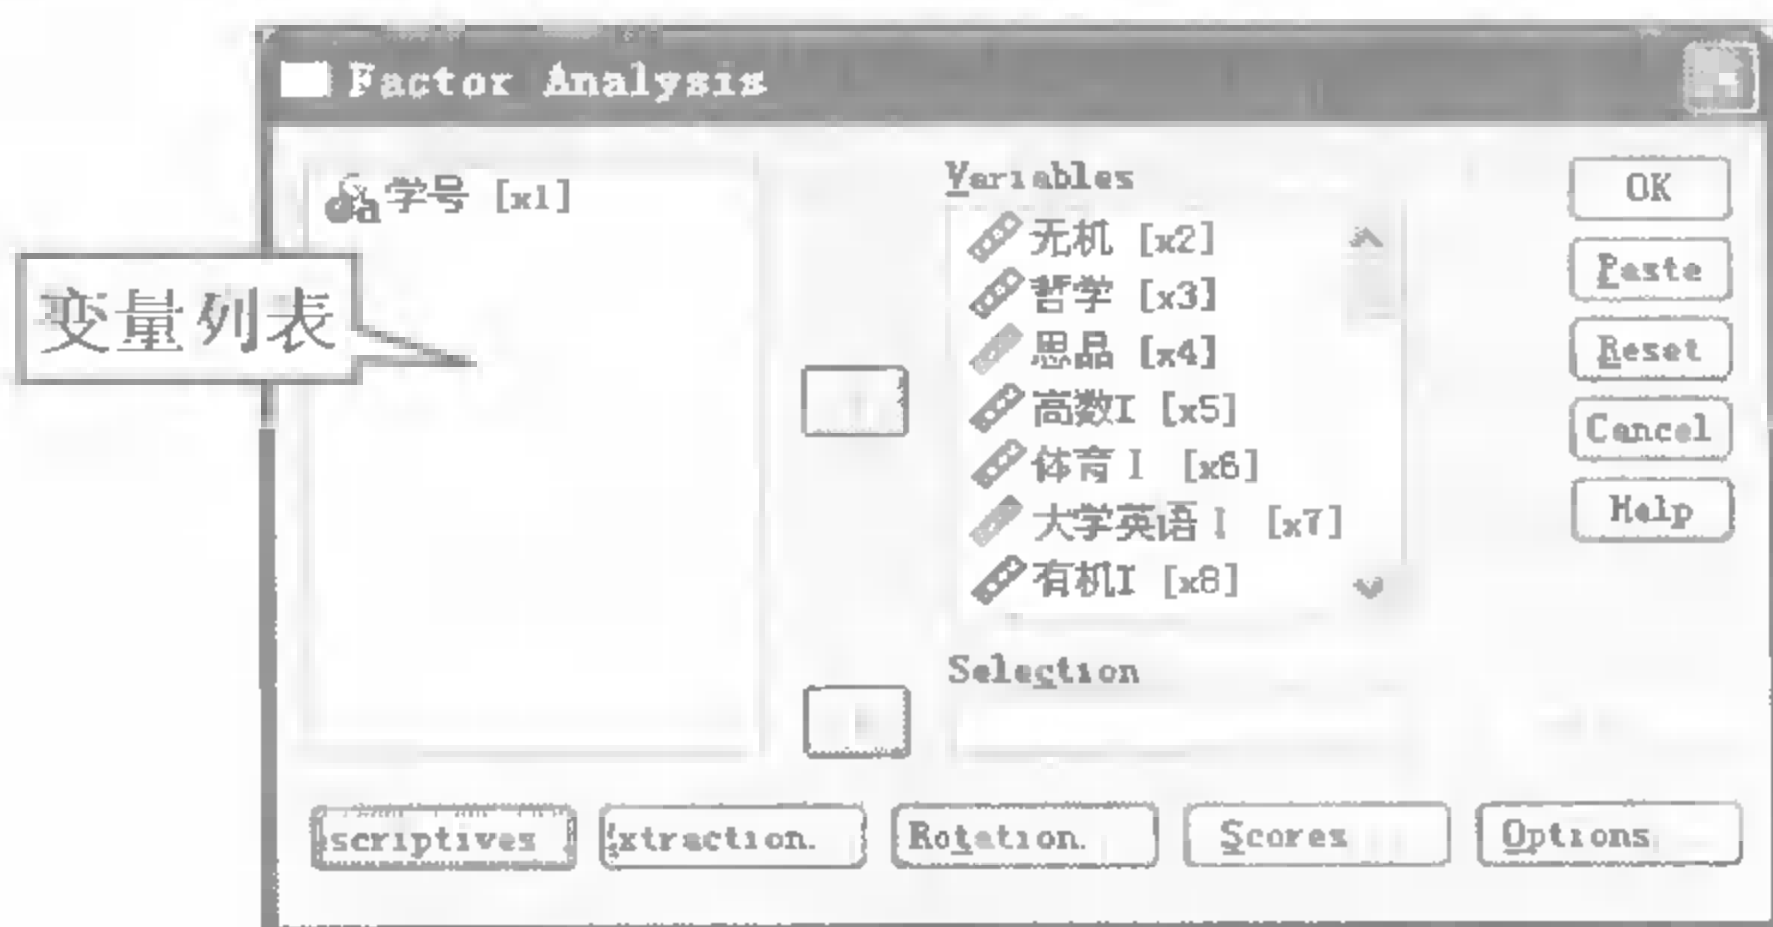 Factor Analysis
学号 [x1]
变量列表
Variables
无机 [x2]
哲学 [x3]
思品 [x4]
高数I [x5]
体育Ⅰ [x6]
大学英语Ⅰ [x7]
有机I [x8]
Selection
OK
Paste
Reset
Cancel
Help
scriptives
xtraction.
Rotation.
Scores
Options